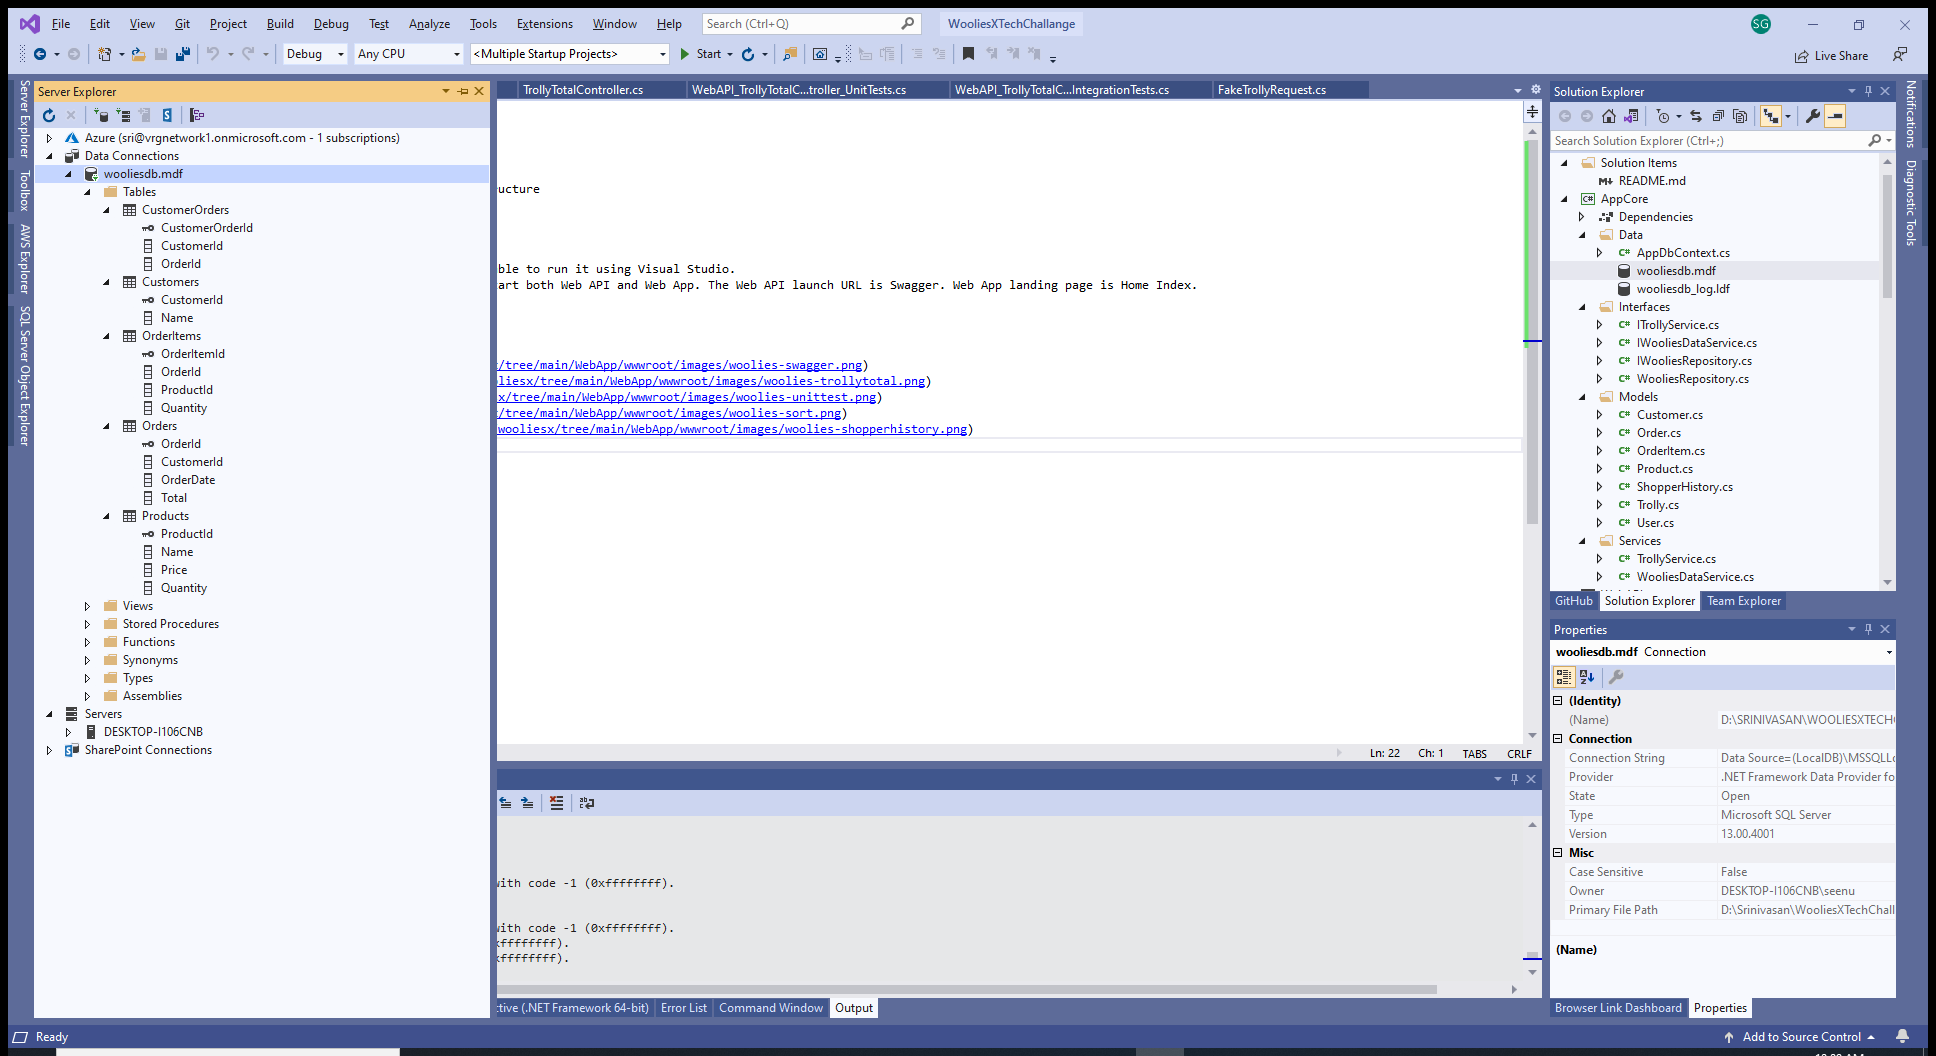 File Edit View Git Project Build Debug Test Analyze Tools Extensions Window Help Search (Ctrl+Q) WooliesXTechChallange SG
Debug Any CPU <Multiple Startup Projects> Start Live Share
Server Explorer
Toolbox
AWS Explorer
SQL Server Object Explorer
Server Explorer
Azure (sri@vrgnetwork1.onmicrosoft.com - 1 subscriptions)
Data Connections
wooliesdb.mdf
Tables
CustomerOrders
CustomerOrderId
CustomerId
OrderId
Customers
CustomerId
Name
OrderItems
OrderItemId
OrderId
ProductId
Quantity
Orders
OrderId
CustomerId
OrderDate
Total
Products
ProductId
Name
Price
Quantity
Views
Stored Procedures
Functions
Synonyms
Types
Assemblies
Servers
DESKTOP-I106CNB
SharePoint Connections
TrollyTotalController.cs WebAPI_TrollyTotalC...troller_UnitTests.cs WebAPI_TrollyTotalC...IntegrationTests.cs FakeTrollyRequest.cs
ucture
ble to run it using Visual Studio.
art both Web API and Web App. The Web API launch URL is Swagger. Web App landing page is Home Index.
/tree/main/WebApp/wwwroot/images/woolies-swagger.png)
liesx/tree/main/WebApp/wwwroot/images/woolies-trollytotal.png)
x/tree/main/WebApp/wwwroot/images/woolies-unittest.png)
/tree/main/WebApp/wwwroot/images/woolies-sort.png)
wooliesx/tree/main/WebApp/wwwroot/images/woolies-shopperhistory.png)
Ln: 22 Ch: 1 TABS CRLF
with code -1 (0xffffffff).
with code -1 (0xffffffff).
xffffffff).
xffffffff).
ctive (.NET Framework 64-bit) Error List Command Window Output
Solution Explorer
Search Solution Explorer (Ctrl+;)
Solution Items
README.md
AppCore
Dependencies
Data
AppDbContext.cs
wooliesdb.mdf
wooliesdb_log.ldf
Interfaces
ITrollyService.cs
IWooliesDataService.cs
IWooliesRepository.cs
WooliesRepository.cs
Models
Customer.cs
Order.cs
OrderItem.cs
Product.cs
ShopperHistory.cs
Trolly.cs
User.cs
Services
TrollyService.cs
WooliesDataService.cs
GitHub Solution Explorer Team Explorer
Properties
wooliesdb.mdf Connection
(Identity)
(Name) D:\SRINIVASAN\WOOLIESXTECH
Connection
Connection String Data Source=(LocalDB)\MSSQLLo
Provider .NET Framework Data Provider fo
State Open
Type Microsoft SQL Server
Version 13.00.4001
Misc
Case Sensitive False
Owner DESKTOP-I106CNB\seenu
Primary File Path D:\Srinivasan\WooliesXTechChall
(Name)
Browser Link Dashboard Properties
Notifications
Diagnostic Tools
Ready Add to Source Control